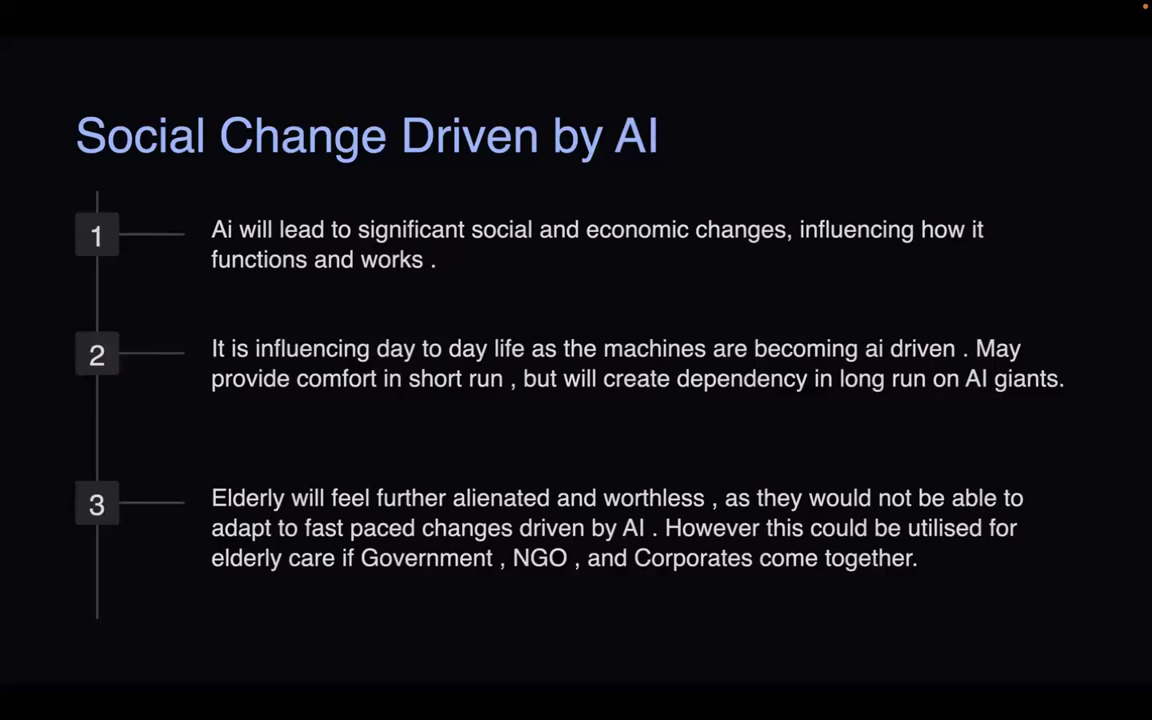 Social Change Driven by AI
1
Ai will lead to significant social and economic changes, influencing how it
functions and works .
2
It is influencing day to day life as the machines are becoming ai driven . May
provide comfort in short run , but will create dependency in long run on AI giants.
3
Elderly will feel further alienated and worthless , as they would not be able to
adapt to fast paced changes driven by AI . However this could be utilised for
elderly care if Government , NGO , and Corporates come together.